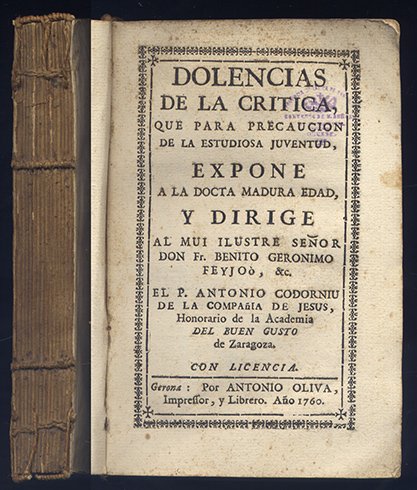 DOLENCIAS
DE LA CRITICA,
QUE PARA PRECAUCION
DE LA ESTUDIOSA JUVENTUD,
EXPONE
A LA DOCTA MADURA EDAD,
Y DIRIGE
AL MUI ILUSTRE SEÑOR
DON Fr. BENITO GERONIMO
FEYJOÒ, &c.
EL P. ANTONIO CODORNIU
DE LA COMPAñIA DE JESUS,
Honorario de la Academia
DEL BUEN GUSTO
de Zaragoza.
CON LICENCIA.
Gerona: Por ANTONIO OLIVA,
Impreſſor, y Librero. Año 1760.